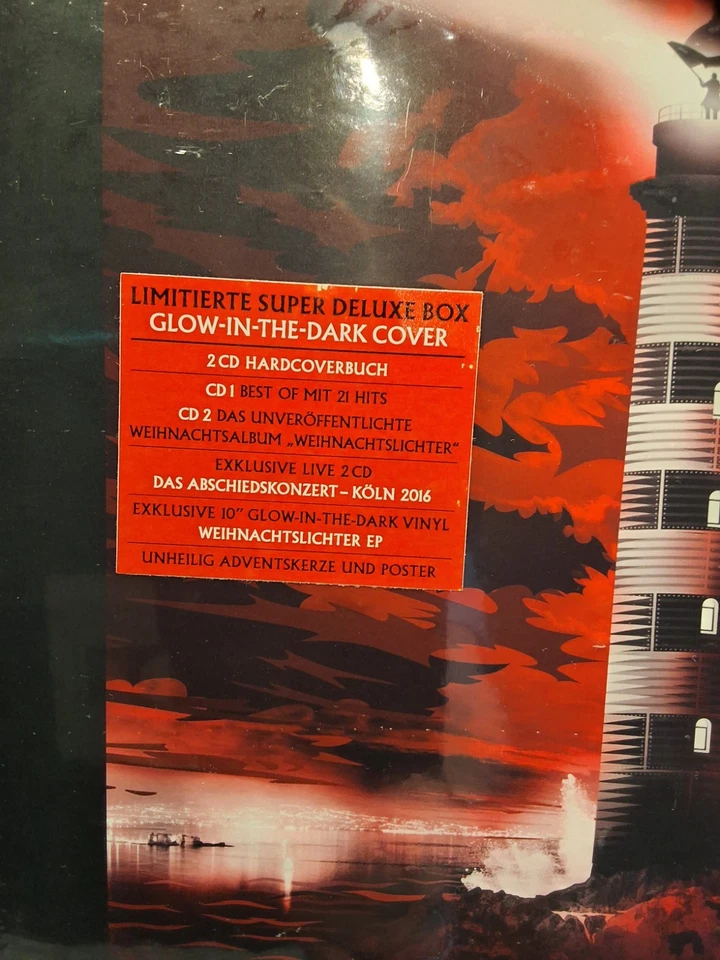 LIMITIERTE SUPER DELUXE BOX
GLOW-IN-THE-DARK COVER
2 CD HARDCOVERBUCH
CD 1 BEST OF MIT 21 HITS
CD 2 DAS UNVERÖFFENTLICHTE
WEIHNACHTSALBUM „WEIHNACHTSLICHTER“
EXKLUSIVE LIVE 2 CD
DAS ABSCHIEDSKONZERT – KÖLN 2016
EXKLUSIVE 10” GLOW-IN-THE-DARK VINYL
WEIHNACHTSLICHTER EP
UNHEILIG ADVENTSKERZE UND POSTER